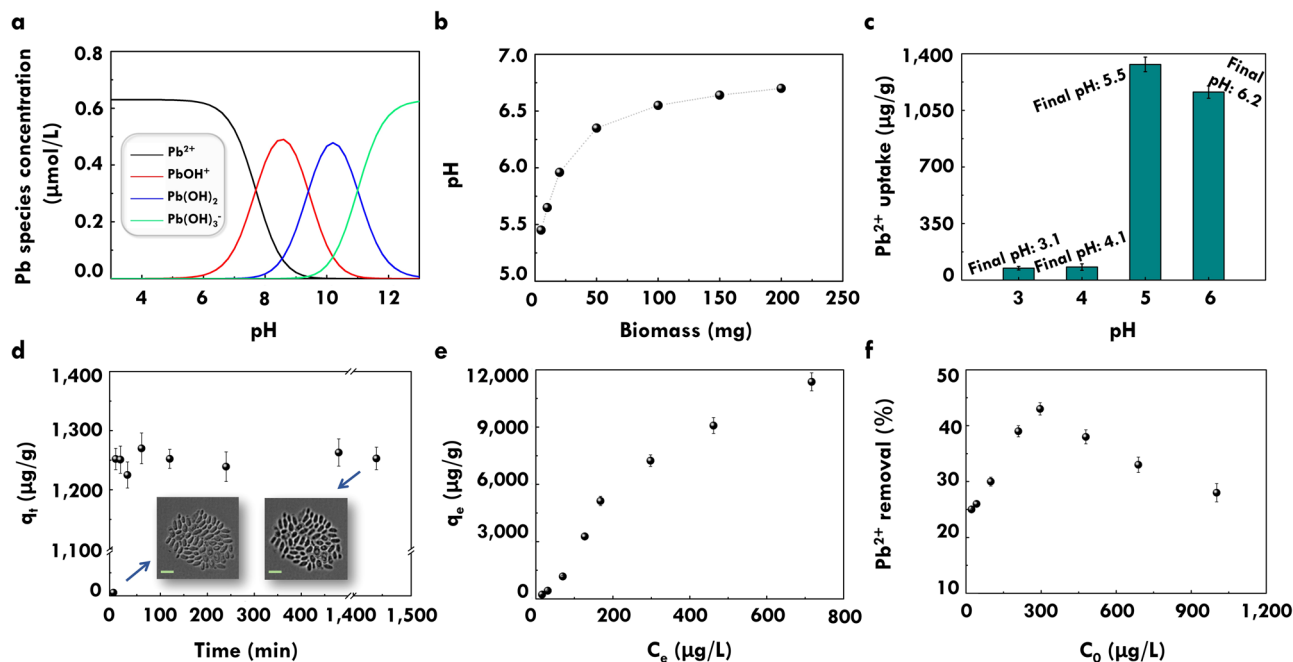 a
Pb species concentration
(μmol/L)
0.8
0.6
0.4
0.2
0.0
Pb²⁺
PbOH⁺
Pb(OH)₂
Pb(OH)₃⁻
4 6 8 10 12
pH
b
pH
7.0
6.5
6.0
5.5
5.0
0 50 100 150 200 250
Biomass (mg)
c
Pb²⁺ uptake (μg/g)
1,400
1,050
700
350
0
Final pH: 3.1
Final pH: 4.1
Final pH: 5.5
Final
pH: 6.2
3 4 5 6
pH
d
qₜ (μg/g)
1,400
1,300
1,200
1,100
0
0 100 200 300 400 1,400 1,500
Time (min)
e
qₑ (μg/g)
12,000
9,000
6,000
3,000
0
0 200 400 600 800
Cₑ (μg/L)
f
Pb²⁺ removal (%)
50
40
30
20
10
0 300 600 900 1,200
C₀ (μg/L)